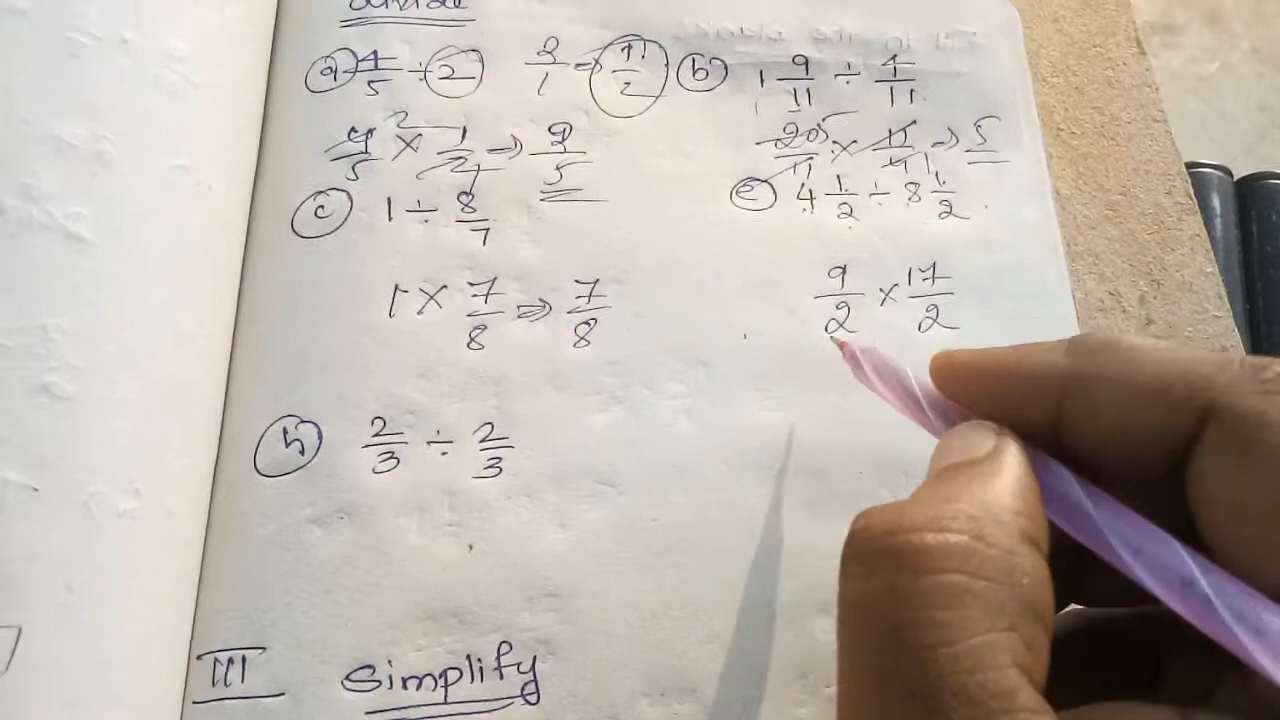 (a) 4/5 ÷ 2 2/1 ⇒ 1/2 (b) 1 9/11 ÷ 4/11
4/5 × 1/2 ⇒ 2/5 20/11 × 11/4 ⇒ 5
(c) 1 ÷ 8/7 (e) 4 1/2 ÷ 8 1/2
1 × 7/8 ⇒ 7/8 9/2 × 17/2
(h) 2/3 ÷ 2/3
III Simplify